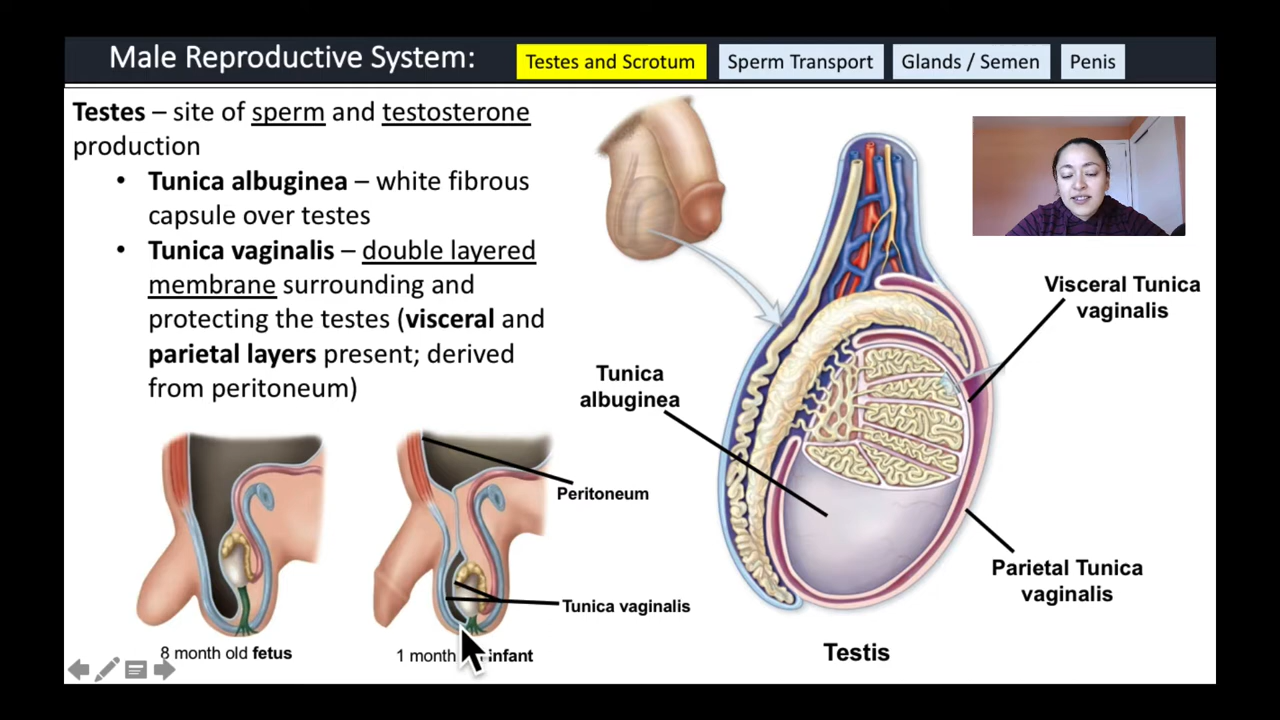 Male Reproductive System:
Testes and Scrotum
Sperm Transport
Glands / Semen
Penis
Testes – site of sperm and testosterone
production
• Tunica albuginea – white fibrous
capsule over testes
• Tunica vaginalis – double layered
membrane surrounding and
protecting the testes (visceral and
parietal layers present; derived
from peritoneum)
Visceral Tunica
vaginalis
Tunica
albuginea
Peritoneum
Parietal Tunica
vaginalis
Tunica vaginalis
8 month old fetus
1 month infant
Testis